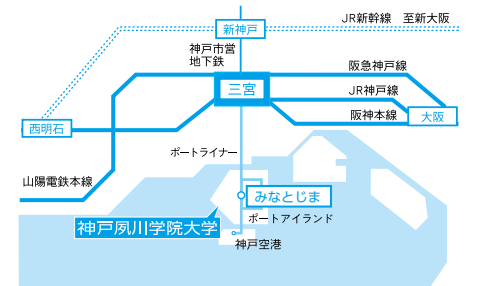 JR新幹線 至新大阪
新神戸
神戸市営
地下鉄
阪急神戸線
三宮
JR神戸線
阪神本線
大阪
西明石
ポートライナー
山陽電鉄本線
みなとじま
ポートアイランド
神戸夙川学院大学
神戸空港